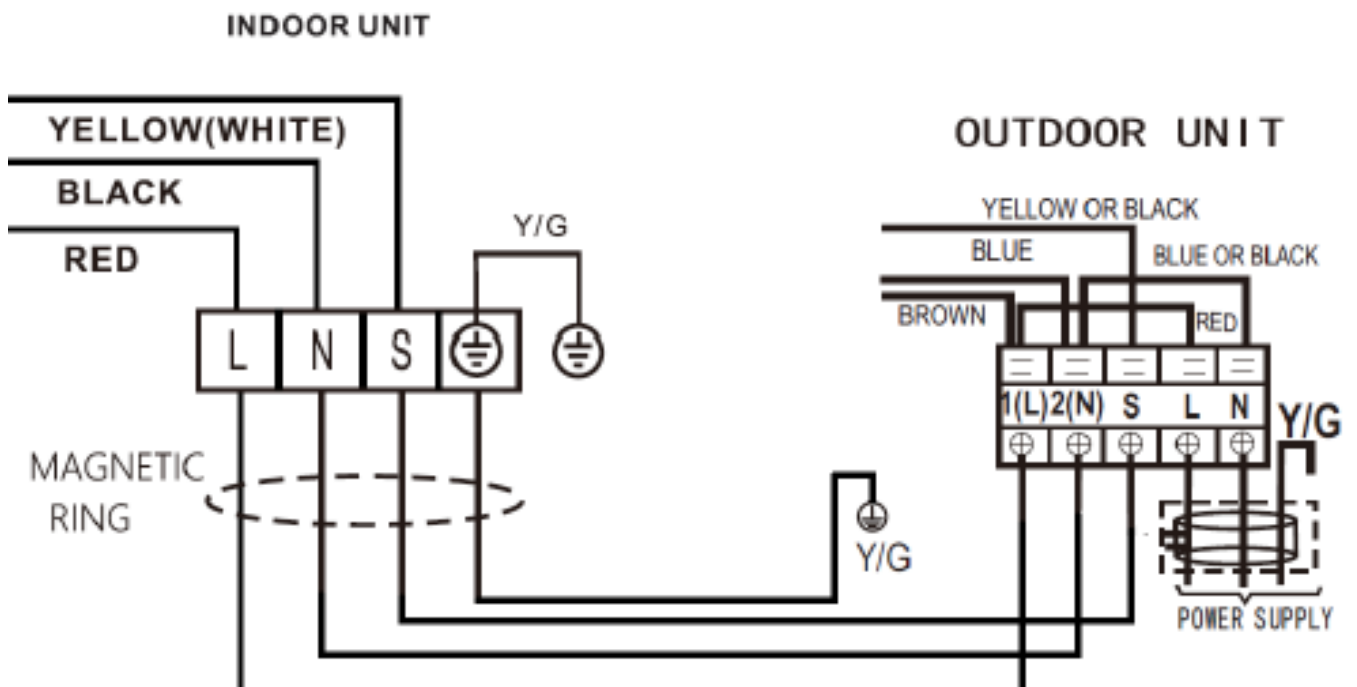 INDOOR UNIT
YELLOW(WHITE)
BLACK
RED
Y/G
L N S
MAGNETIC
RING
Y/G
OUTDOOR UNIT
YELLOW OR BLACK
BLUE
BLUE OR BLACK
BROWN
RED
1(L) 2(N) S L N
Y/G
POWER SUPPLY